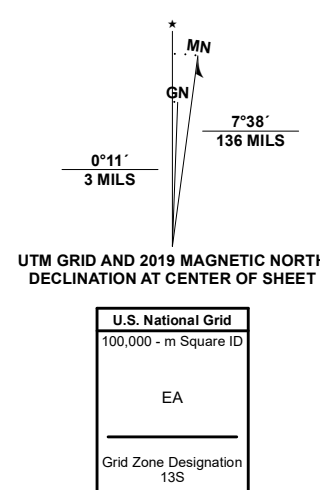 ★
MN
GN
7°38´
136 MILS
0°11´
3 MILS
UTM GRID AND 2019 MAGNETIC NORTH
DECLINATION AT CENTER OF SHEET
U.S. National Grid
100,000 - m Square ID
EA
Grid Zone Designation
13S